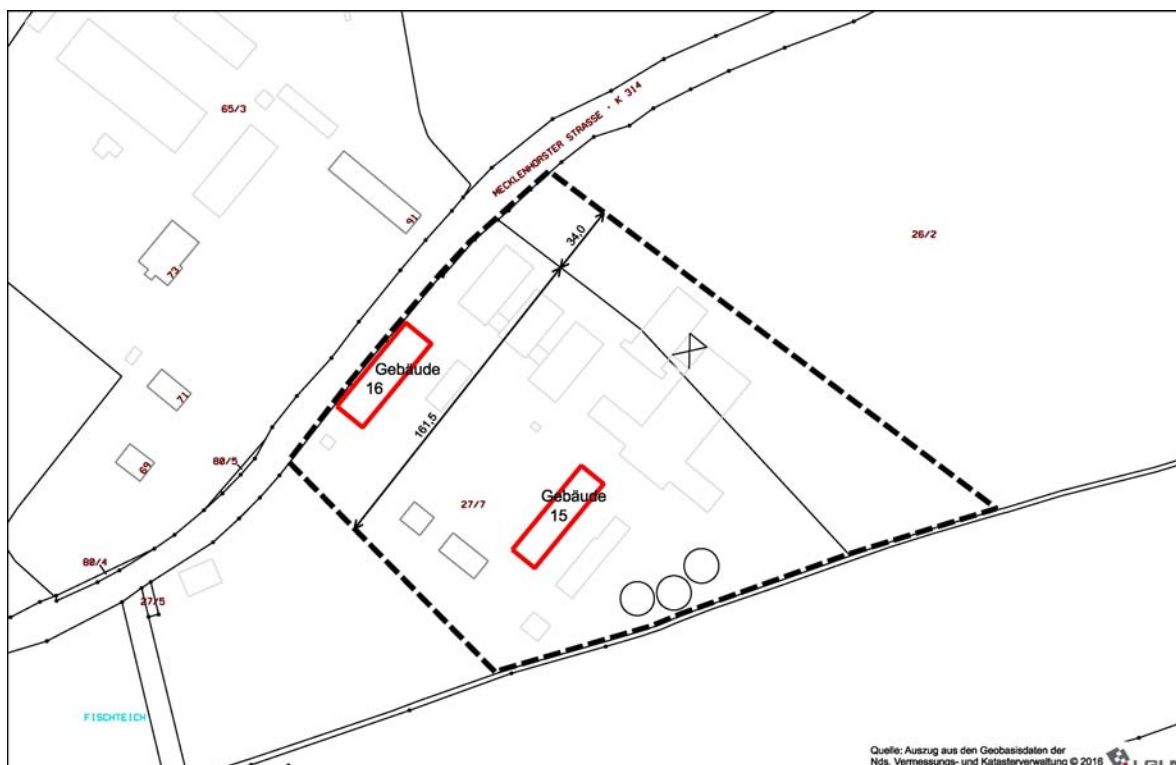 65/3
MECKLENHORSTER STRASSE - K 314
91
73
26/2
34,0
Gebäude
16
161,5
71
69
80/5
27/7
Gebäude
15
80/4
27/5
FISCHTEICH
Quelle: Auszug aus den Geobasisdaten der
Nds. Vermessungs- und Katasterverwaltung © 2016